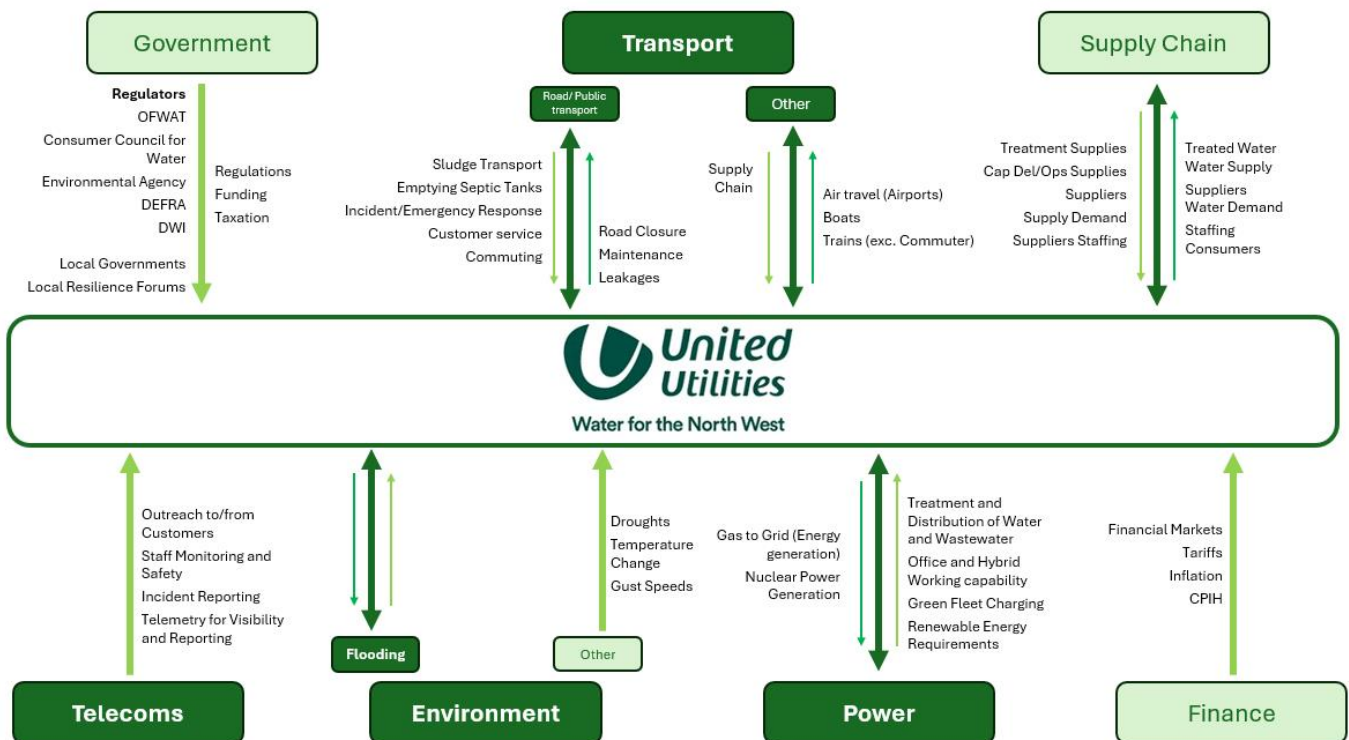 Government
Transport
Supply Chain
Regulators
OFWAT
Consumer Council for
Water
Environmental Agency
DEFRA
DWI
Local Governments
Local Resilience Forums
Regulations
Funding
Taxation
Road/ Public
transport
Sludge Transport
Emptying Septic Tanks
Incident/Emergency Response
Customer service
Commuting
Road Closure
Maintenance
Leakages
Other
Supply
Chain
Air travel (Airports)
Boats
Trains (exc. Commuter)
Treatment Supplies
Cap Del/Ops Supplies
Suppliers
Supply Demand
Suppliers Staffing
Treated Water
Water Supply
Suppliers
Water Demand
Staffing
Consumers
United
Utilities
Water for the North West
Outreach to/from
Customers
Staff Monitoring and
Safety
Incident Reporting
Telemetry for Visibility
and Reporting
Flooding
Droughts
Temperature
Change
Gust Speeds
Other
Gas to Grid (Energy
generation)
Nuclear Power
Generation
Treatment and
Distribution of Water
and Wastewater
Office and Hybrid
Working capability
Green Fleet Charging
Renewable Energy
Requirements
Financial Markets
Tariffs
Inflation
CPIH
Telecoms
Environment
Power
Finance